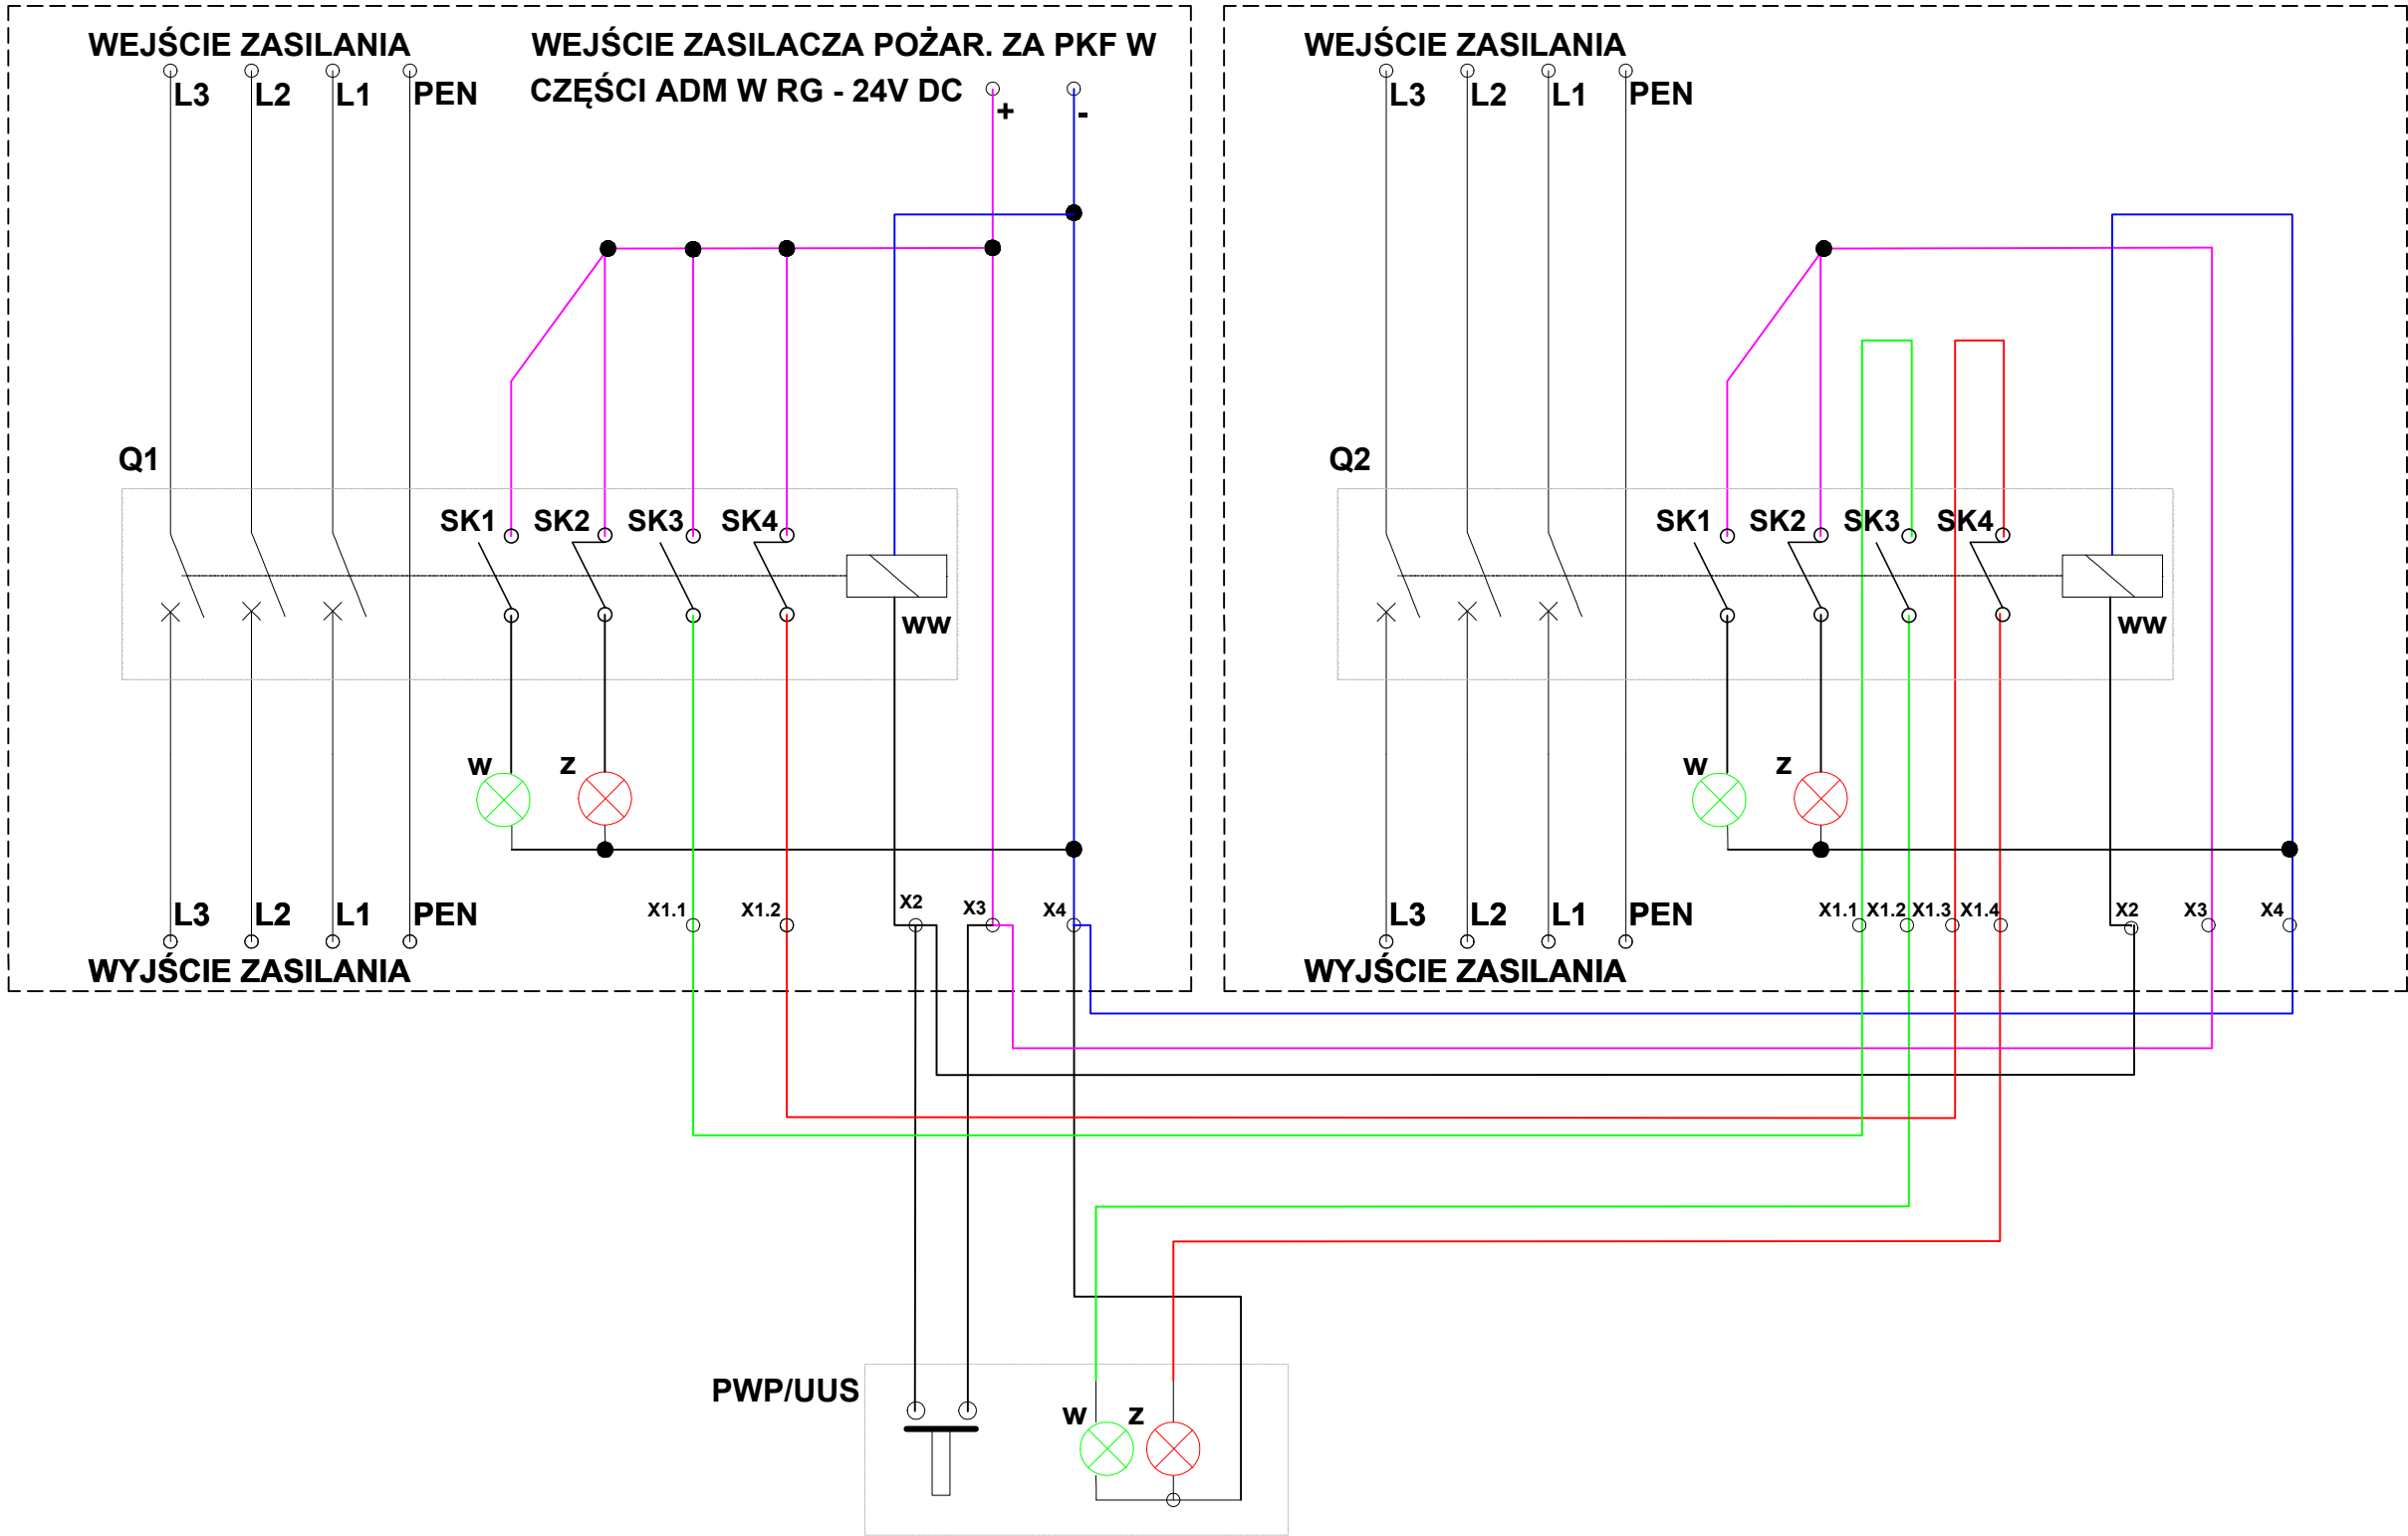 WEJŚCIE ZASILANIA
L3 L2 L1 PEN
WEJŚCIE ZASILACZA POŻAR. ZA PKF W
CZĘŚCI ADM W RG - 24V DC
+ -
Q1
SK1 SK2 SK3 SK4
ww
w z
X1.1 X1.2 X2 X3 X4
L3 L2 L1 PEN
WYJŚCIE ZASILANIA
WEJŚCIE ZASILANIA
L3 L2 L1 PEN
Q2
SK1 SK2 SK3 SK4
ww
w z
X1.1 X1.2 X1.3 X1.4 X2 X3 X4
L3 L2 L1 PEN
WYJŚCIE ZASILANIA
PWP/UUS
w z